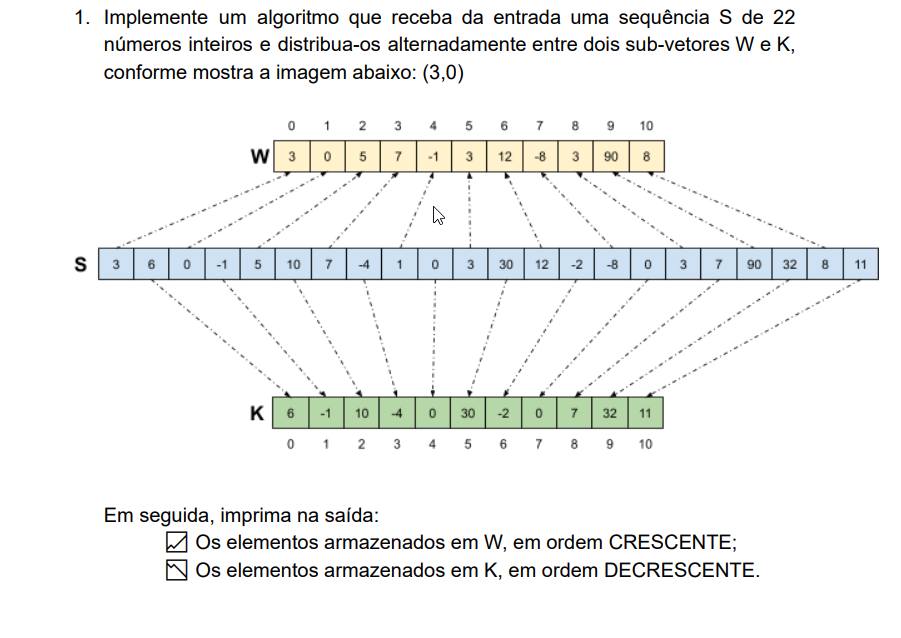 1. Implemente um algoritmo que receba da entrada uma sequência S de 22
números inteiros e distribua-os alternadamente entre dois sub-vetores W e K,
conforme mostra a imagem abaixo: (3,0)
0 1 2 3 4 5 6 7 8 9 10
W 3 0 5 7 -1 3 12 -8 3 90 8
S 3 6 0 -1 5 10 7 -4 1 0 3 30 12 -2 -8 0 3 7 90 32 8 11
K 6 -1 10 -4 0 30 -2 0 7 32 11
0 1 2 3 4 5 6 7 8 9 10
Em seguida, imprima na saída:
Os elementos armazenados em W, em ordem CRESCENTE;
Os elementos armazenados em K, em ordem DECRESCENTE.